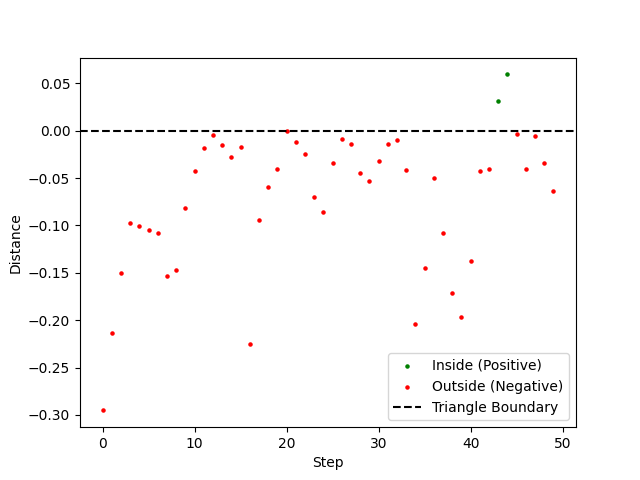 0.05
0.00
−0.05
−0.10
−0.15
−0.20
−0.25
−0.30
Distance
0
10
20
30
40
50
Step
Inside (Positive)
Outside (Negative)
Triangle Boundary